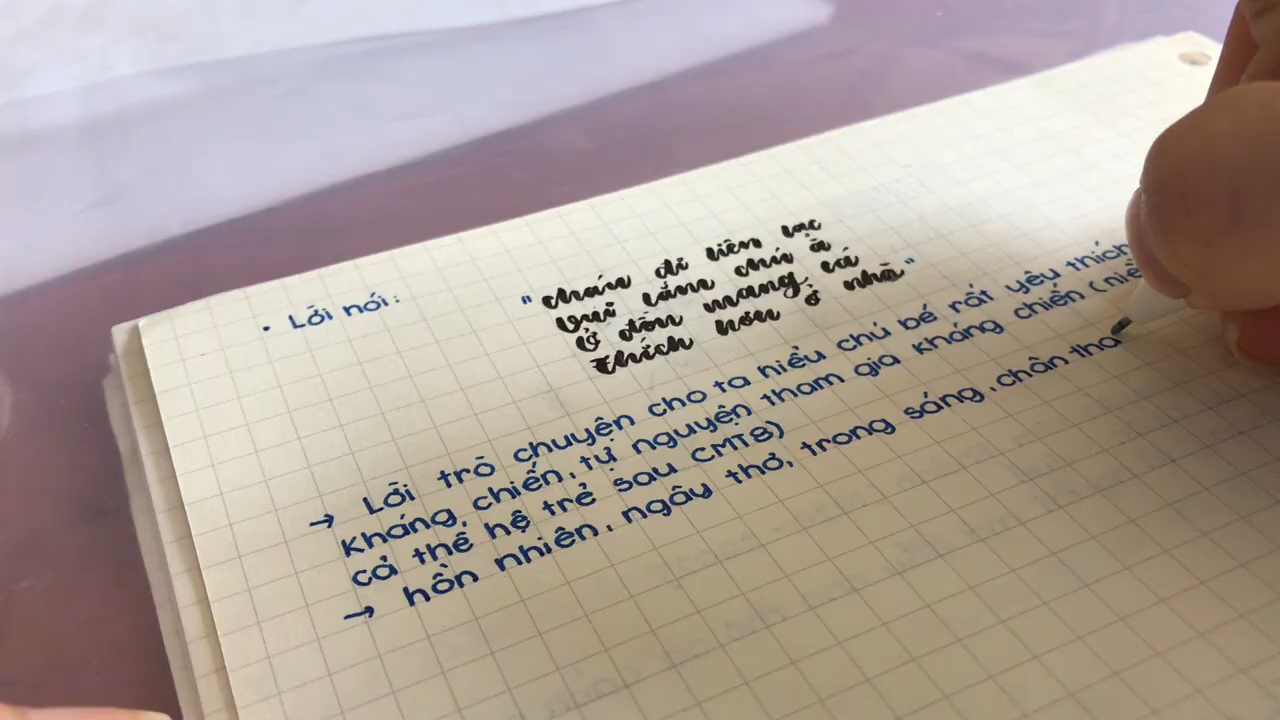 • Lời nói:
"cháu đi liên lạc
vui lắm chú à
ở đồn mang cá
thích hơn ở nhà"
→ Lời trò chuyện cho ta hiểu chú bé rất yêu thích
kháng chiến, tự nguyện tham gia kháng chiến (
cả thế hệ trẻ sau CMT8)
→ hồn nhiên, ngây thơ, trong sáng, chân